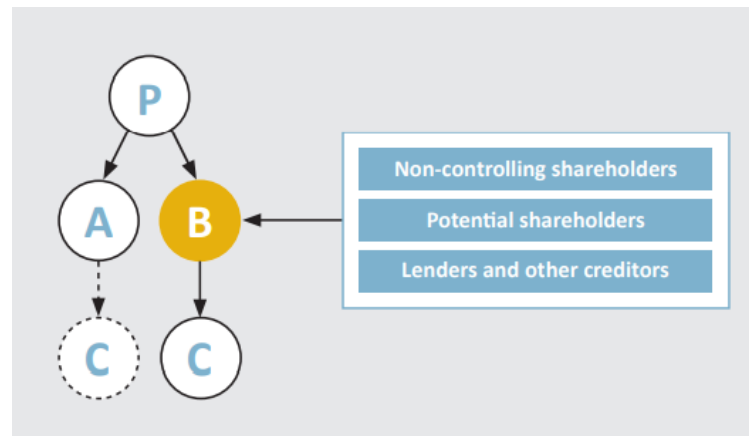 P
A
B
C
C
Non-controlling shareholders
Potential shareholders
Lenders and other creditors